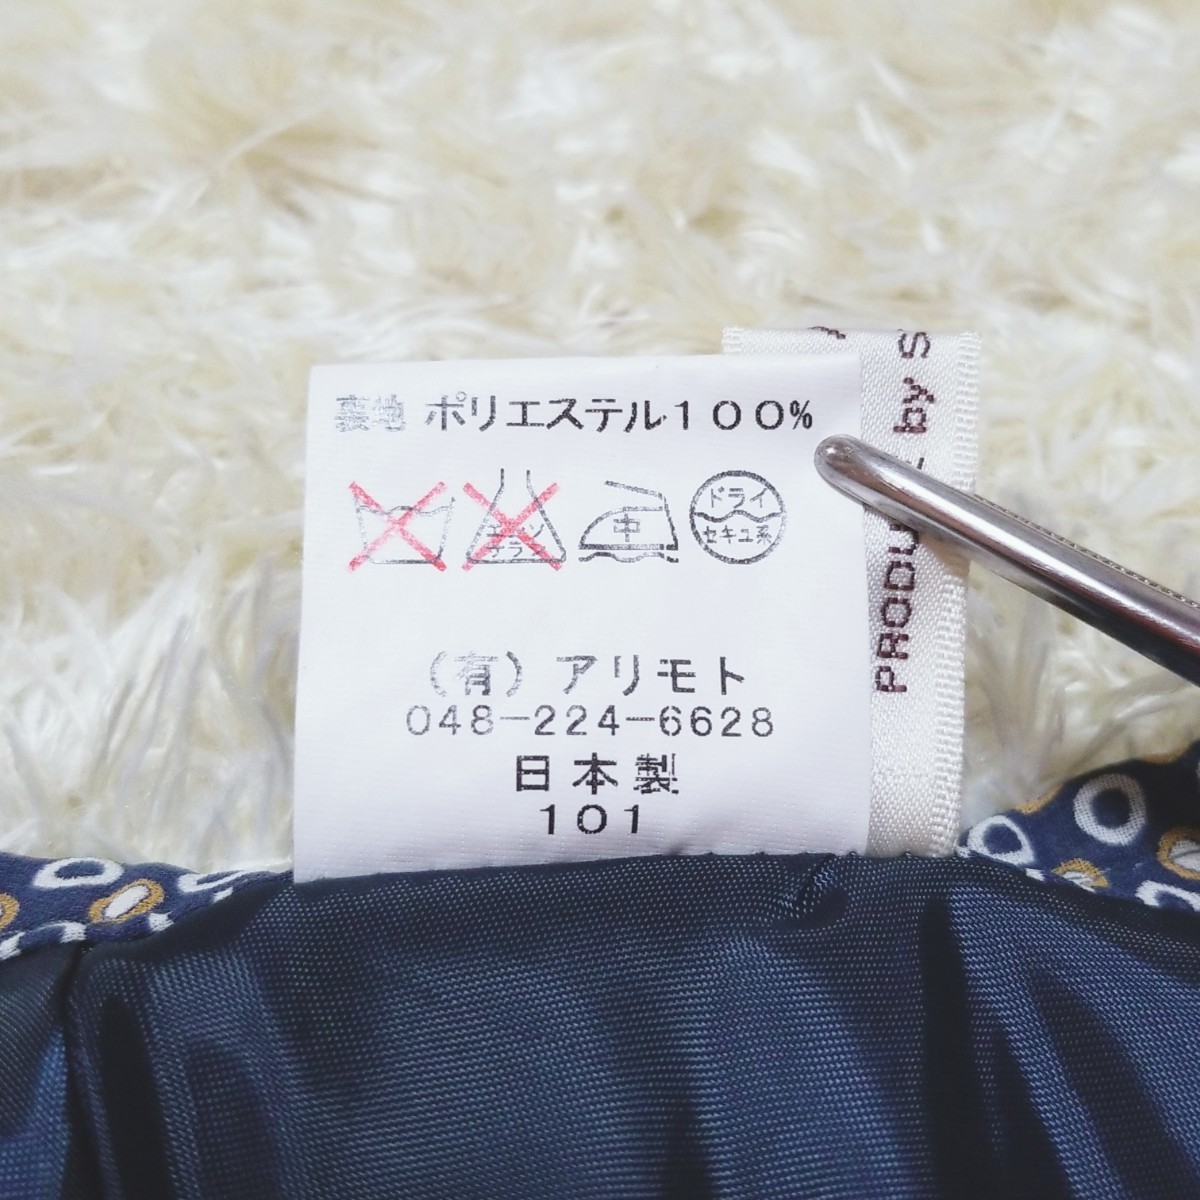 裏地 ポリエステル100%
中
ドライ
セキユ系
(有)アリモト
048-224-6628
日本製
101
by S